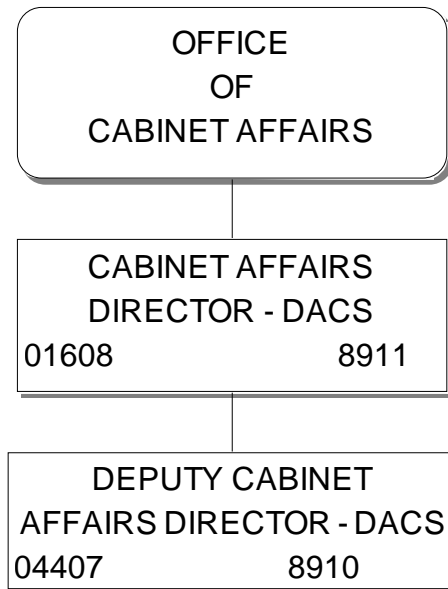 OFFICE
OF
CABINET AFFAIRS
CABINET AFFAIRS
DIRECTOR - DACS
01608 8911
DEPUTY CABINET
AFFAIRS DIRECTOR - DACS
04407 8910